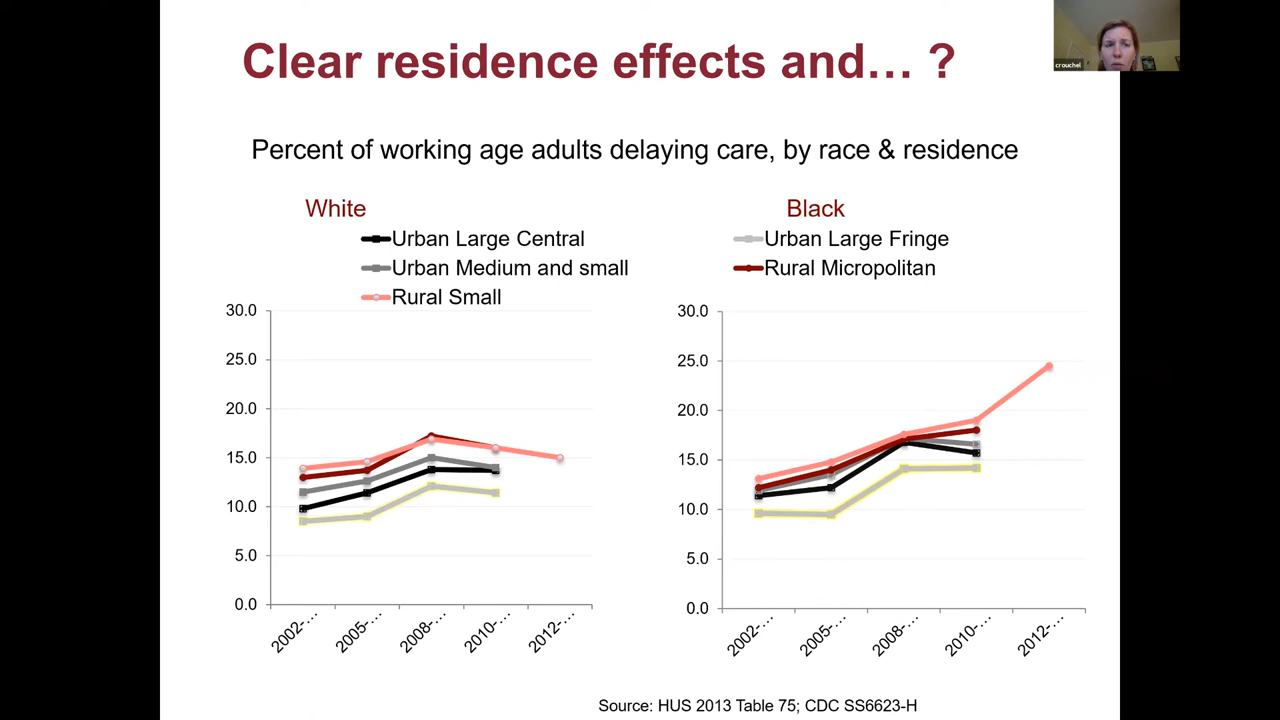 Clear residence effects and… ?
crouchel
Percent of working age adults delaying care, by race & residence
White
Black
Urban Large Central
Urban Large Fringe
Urban Medium and small
Rural Micropolitan
Rural Small
30.0
25.0
20.0
15.0
10.0
5.0
0.0
2002-…
2005-…
2008-…
2010-…
2012-…
30.0
25.0
20.0
15.0
10.0
5.0
0.0
2002-…
2005-…
2008-…
2010-…
2012-…
Source: HUS 2013 Table 75; CDC SS6623-H